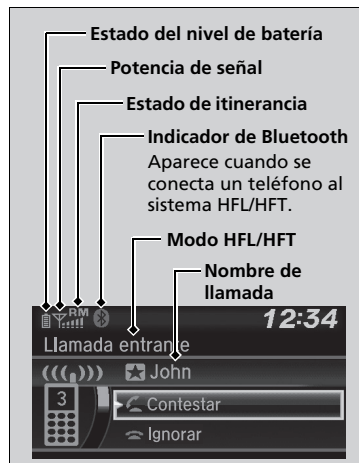 Estado del nivel de batería
Potencia de señal
Estado de itinerancia
Indicador de Bluetooth
Aparece cuando se
conecta un teléfono al
sistema HFL/HFT.
Modo HFL/HFT
Nombre de
llamada
RM
12:34
Llamada entrante
John
3
Contestar
Ignorar